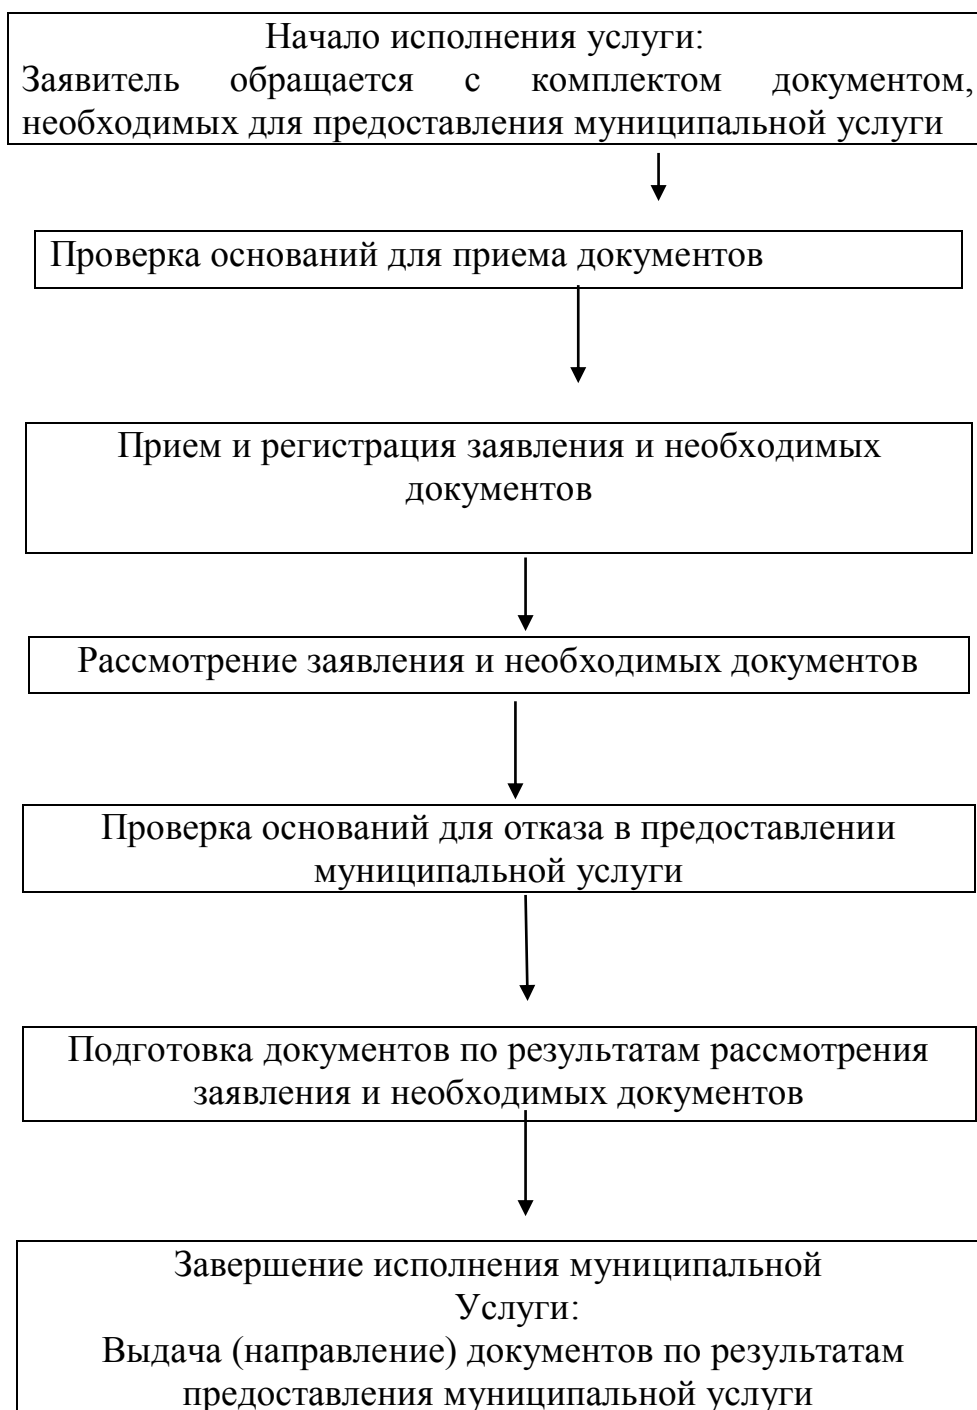 Начало исполнения услуги:
Заявитель обращается с комплектом документом,
необходимых для предоставления муниципальной услуги
Проверка оснований для приема документов
Прием и регистрация заявления и необходимых
документов
Рассмотрение заявления и необходимых документов
Проверка оснований для отказа в предоставлении
муниципальной услуги
Подготовка документов по результатам рассмотрения
заявления и необходимых документов
Завершение исполнения муниципальной
Услуги:
Выдача (направление) документов по результатам
предоставления муниципальной услуги